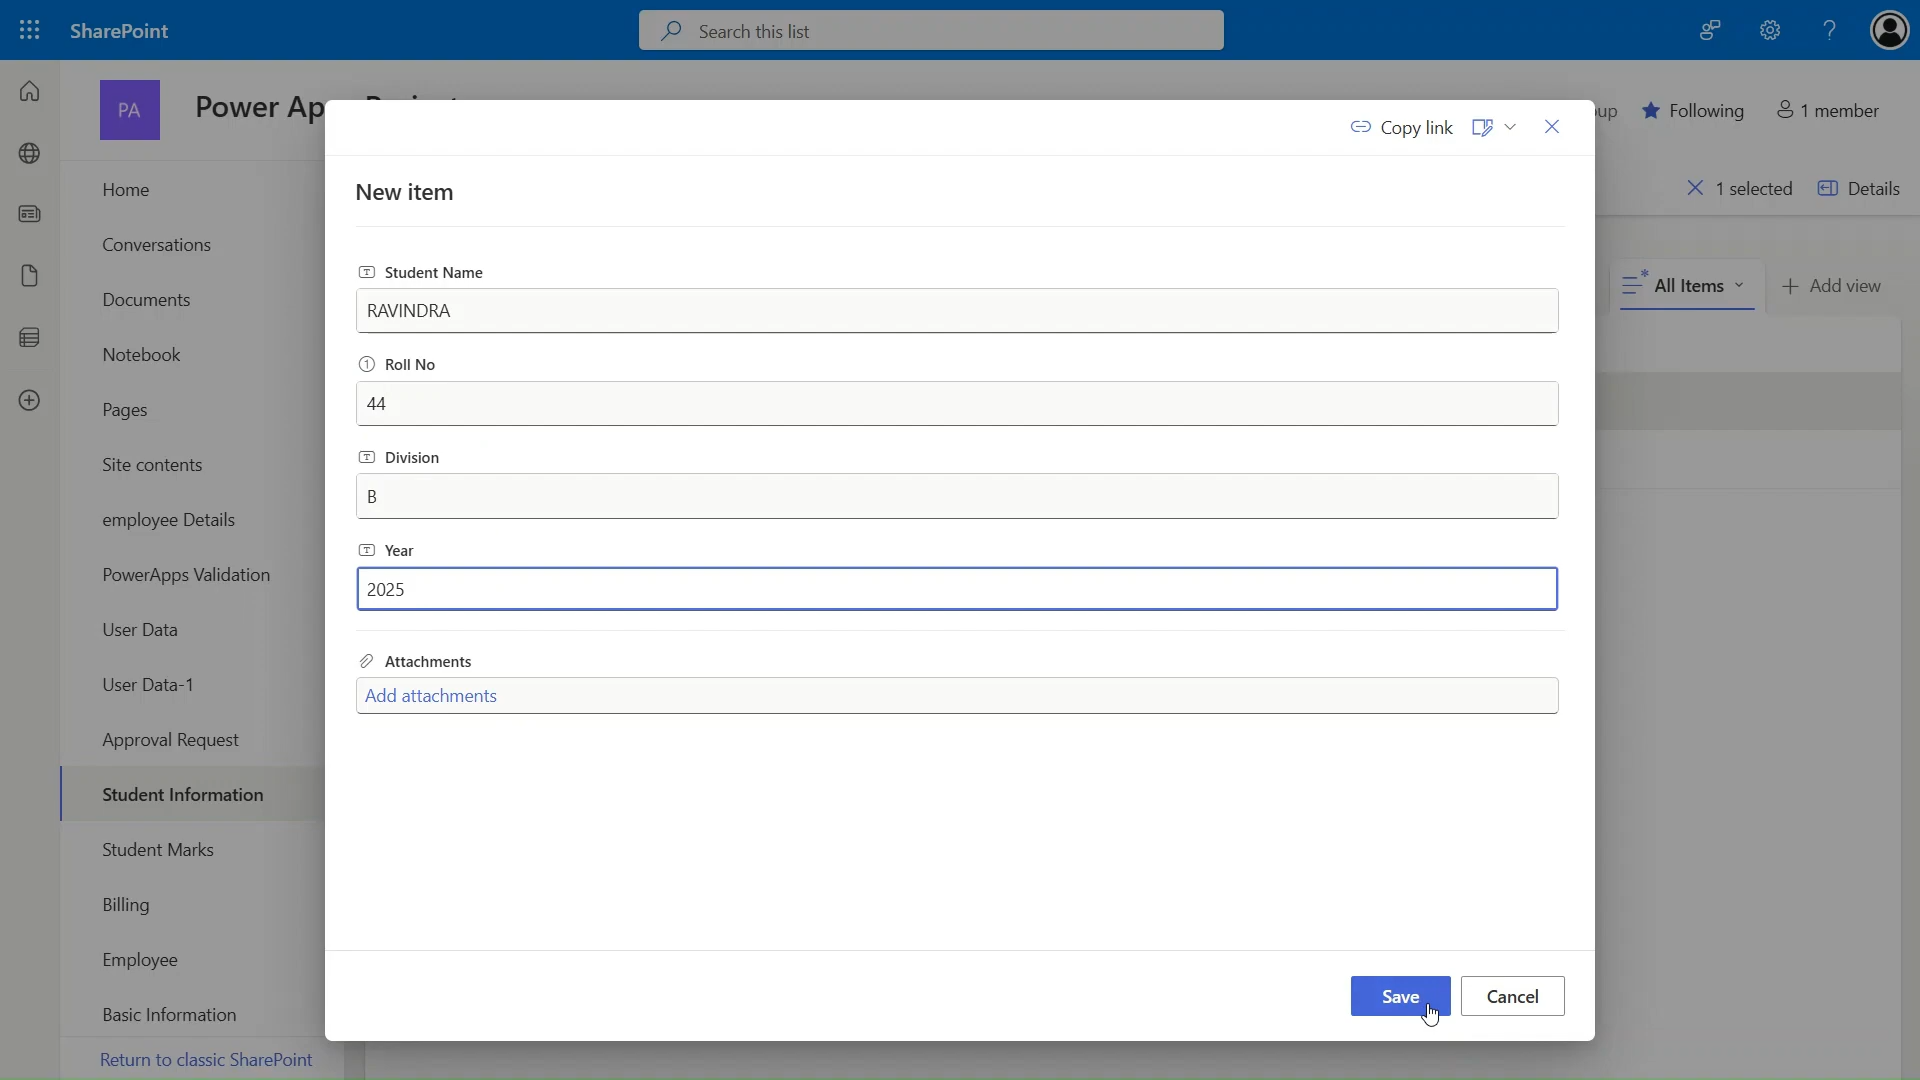 SharePoint
Search this list
PA
Power Ap
Following
1 member
1 selected
Details
All Items
Add view
Home
Conversations
Documents
Notebook
Pages
Site contents
employee Details
PowerApps Validation
User Data
User Data-1
Approval Request
Student Information
Student Marks
Billing
Employee
Basic Information
Return to classic SharePoint
Copy link
New item
Student Name
RAVINDRA
Roll No
44
Division
B
Year
2025
Attachments
Add attachments
Save
Cancel